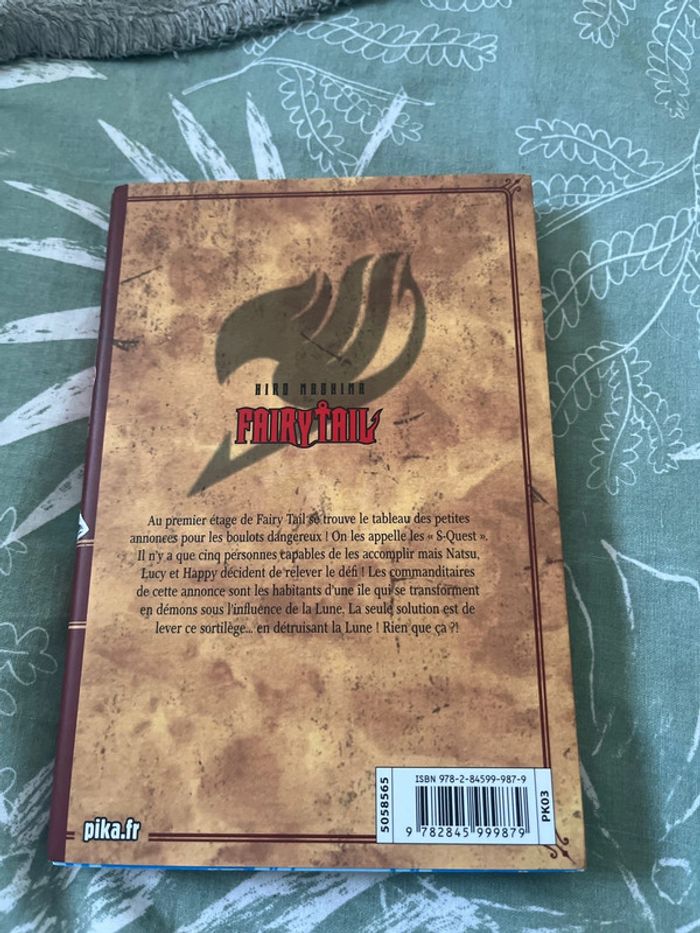 HIRO MASHIMA
FAIRY TAIL
Au premier étage de Fairy Tail se trouve le tableau des petites
annonces pour les boulots dangereux ! On les appelle les « S-Quest ».
Il n'y a que cinq personnes capables de les accomplir mais Natsu,
Lucy et Happy décident de relever le défi ! Les commanditaires
de cette annonce sont les habitants d'une île qui se transforment
en démons sous l'influence de la Lune. La seule solution est de
lever ce sortilège... en détruisant la Lune ! Rien que ça ?!
pika.fr
5058565
ISBN 978-2-84599-987-9
9 782845 999879
PK03